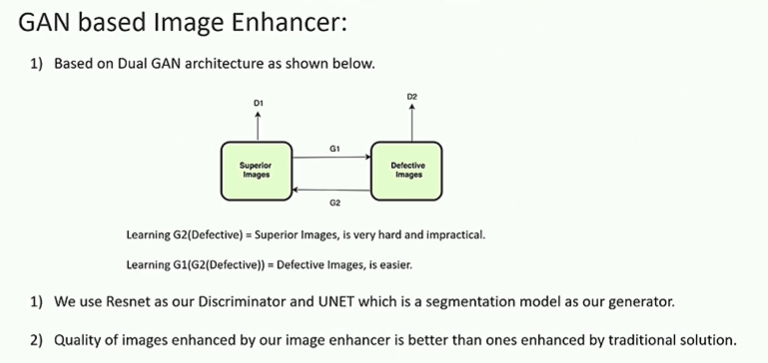 GAN based Image Enhancer:
1) Based on Dual GAN architecture as shown below.
D1
D2
G1
Superior
Images
Defective
Images
G2
Learning G2(Defective) = Superior Images, is very hard and impractical.
Learning G1(G2(Defective)) = Defective Images, is easier.
1) We use Resnet as our Discriminator and UNET which is a segmentation model as our generator.
2) Quality of images enhanced by our image enhancer is better than ones enhanced by traditional solution.